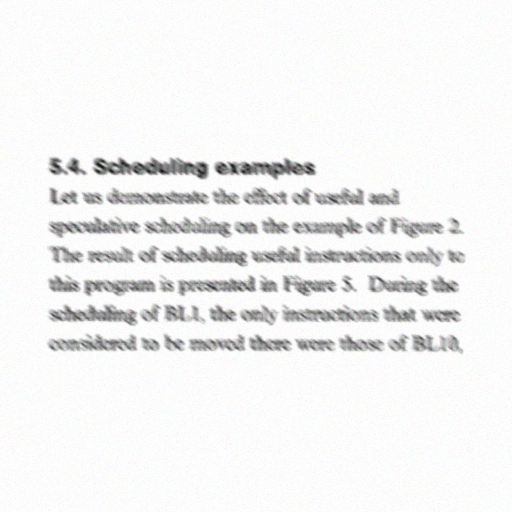 5.4. Scheduling examples
Let us demonstrate the effect of useful and
speculative scheduling on the example of Figure 2.
The result of scheduling useful instructions only to
this program is presented in Figure 5. During the
scheduling of BL1, the only instructions that were
considered to be moved there were those of BL10,